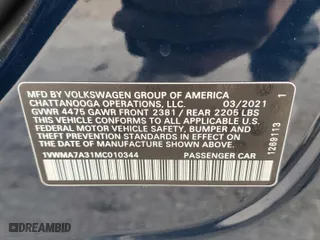 MFD BY VOLKSWAGEN GROUP OF AMERICA
CHATTANOOGA OPERATIONS, LLC. 03/2021
GVWR 4475 GAWR FRONT 2381 / REAR 2205 LBS
THIS VEHICLE CONFORMS TO ALL APPLICABLE
FEDERAL MOTOR VEHICLE SAFETY, BUMPER AND
THEFT PREVENTION STANDARDS IN EFFECT ON
THE DATE OF MANUFACTURE SHOWN ABOVE.
1VWMA7A31MC010344 PASSENGER CAR
1269113 1